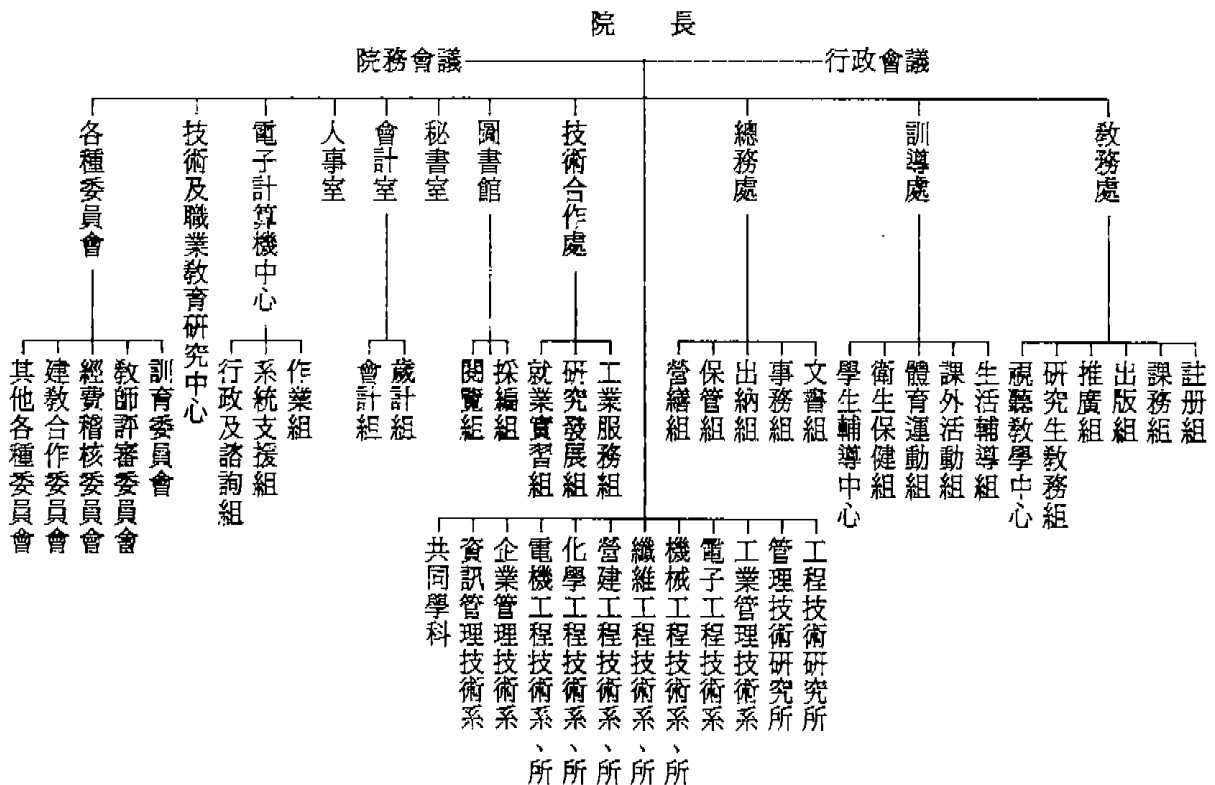 院長
院務會議
行政會議
教務處
訓導處
總務處
技術合作處
圖書館
秘書室
會計室
人事室
電子計算機中心
技術及職業教育研究中心
各種委員會
註册組
課務組
出版組
推廣組
研究生教務組
視聽教學中心
生活輔導組
課外活動組
體育運動組
衛生保健組
學生輔導中心
文書組
事務組
出納組
保管組
營繕組
工業服務組
研究發展組
就業實習組
採編組
閱覽組
歲計組
會計組
作業組
系統支援組
行政及諮詢組
訓育委員會
教師評審委員會
經費稽核委員會
建教合作委員會
其他各種委員會
工程技術研究所
管理技術研究所
工業管理技術系
電子工程技術系
機械工程技術系、所
纖維工程技術系、所
營建工程技術系、所
化學工程技術系、所
電機工程技術系、所
企業管理技術系
資訊管理技術系
共同學科